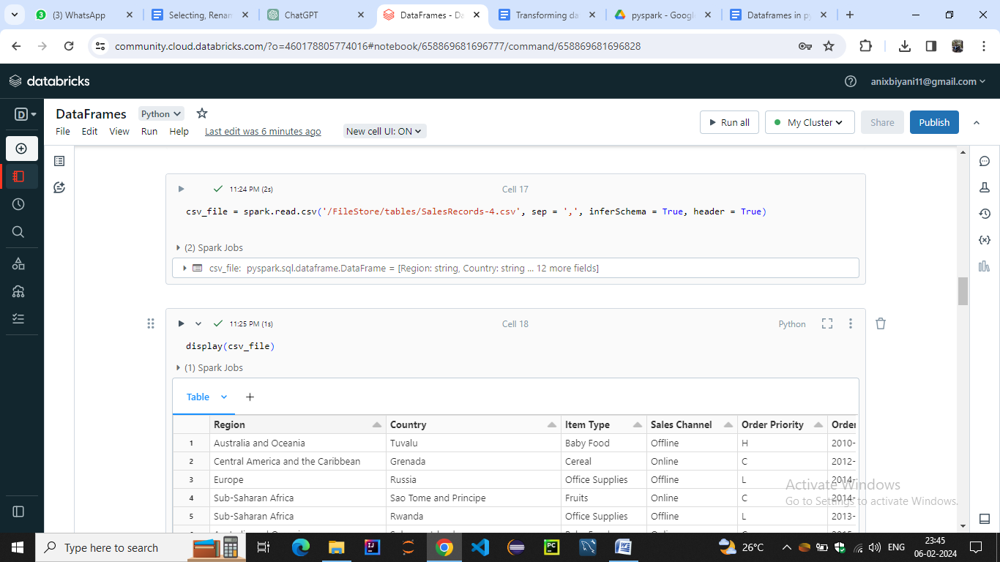 (3) WhatsApp
Selecting, Renan
ChatGPT
DataFrames - Da
Transforming da
pyspark - Googl
Dataframes in py
community.cloud.databricks.com/?o=460178805774016#notebook/658869681696777/command/658869681696828
databricks
anixbiyani11@gmail.com
D
DataFrames
Python
File Edit View Run Help Last edit was 6 minutes ago New cell UI: ON
Run all
My Cluster
Share
Publish
11:24 PM (2s)
Cell 17
csv_file = spark.read.csv('/FileStore/tables/SalesRecords-4.csv', sep = ',', inferSchema = True, header = True)
(2) Spark Jobs
csv_file: pyspark.sql.dataframe.DataFrame = [Region: string, Country: string ... 12 more fields]
11:25 PM (1s)
Cell 18
Python
display(csv_file)
(1) Spark Jobs
Table
Region Country Item Type Sales Channel Order Priority Order
1 Australia and Oceania Tuvalu Baby Food Offline H 2010-
2 Central America and the Caribbean Grenada Cereal Online C 2012-
3 Europe Russia Office Supplies Offline L 2014-
4 Sub-Saharan Africa Sao Tome and Principe Fruits Online C 2014-
5 Sub-Saharan Africa Rwanda Office Supplies Offline L 2013-
Activate Windows
Go to Settings to activate Windows.
Type here to search
26°C
ENG
23:45
06-02-2024